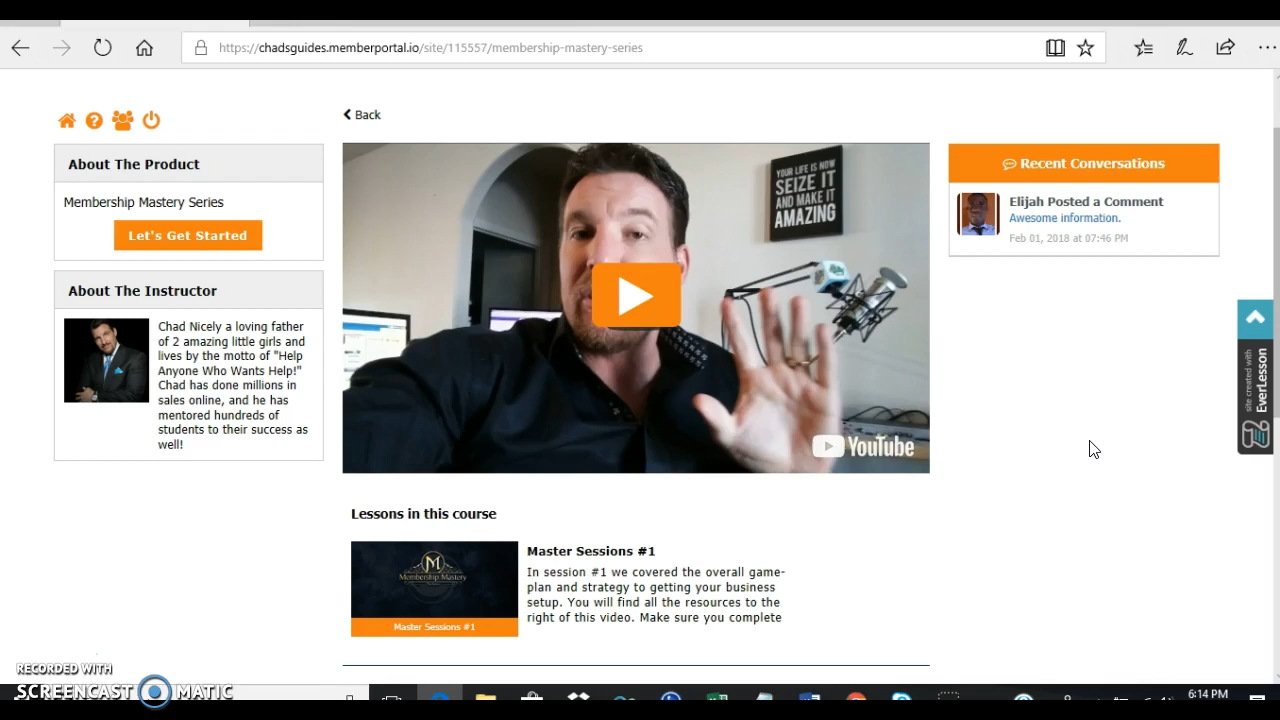 https://chadsguides.memberportal.io/site/115557/membership-mastery-series
Back
About The Product
Membership Mastery Series
Let's Get Started
About The Instructor
Chad Nicely a loving father
of 2 amazing little girls and
lives by the motto of "Help
Anyone Who Wants Help!"
Chad has done millions in
sales online, and he has
mentored hundreds of
students to their success as
well!
YOUR LIFE IS NOW
SEIZE IT
AND MAKE IT
AMAZING
YouTube
Recent Conversations
Elijah Posted a Comment
Awesome information.
Feb 01, 2018 at 07:46 PM
site created with
EverLesson
Lessons in this course
M
Membership Mastery
Master Sessions #1
Master Sessions #1
In session #1 we covered the overall game-
plan and strategy to getting your business
setup. You will find all the resources to the
right of this video. Make sure you complete
RECORDED WITH
SCREENCAST MATIC
6:14 PM